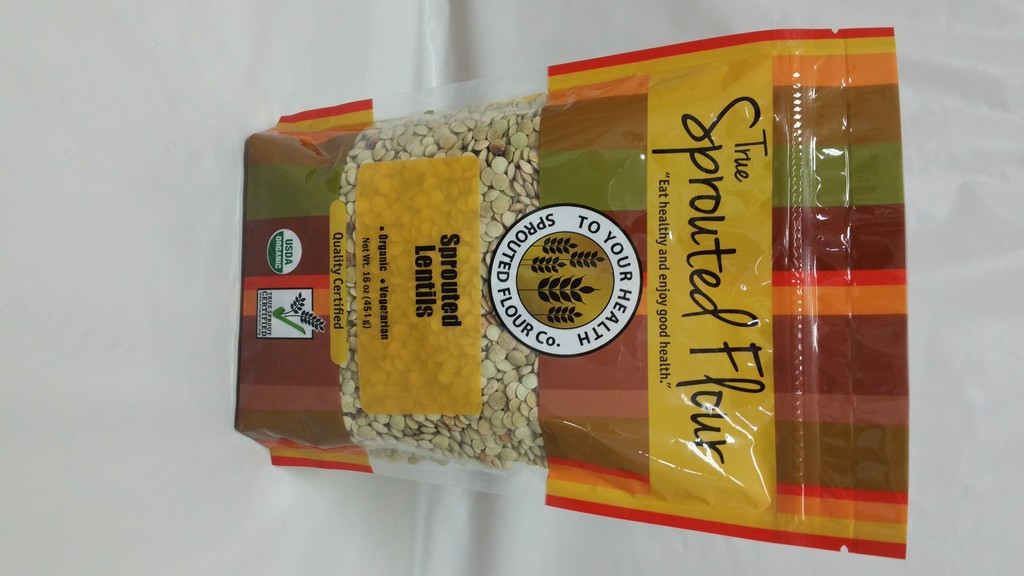 True
Sprouted Flour
"Eat healthy and enjoy good health."
TO YOUR HEALTH
SPROUTED FLOUR Co.
Sprouted
Lentils
• Organic • Vegetarian
Net Wt. 16 oz (454 g)
Quality Certified
USDA
ORGANIC
TRUE SPROUT
CERTIFIED